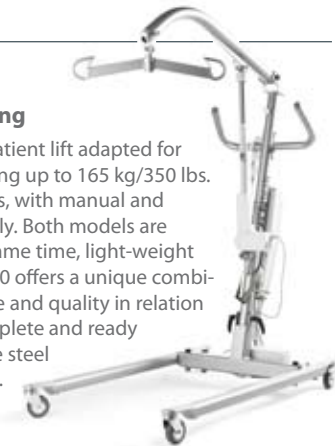 ng
atient lift adapted for
ng up to 165 kg/350 lbs.
s, with manual and
ly. Both models are
ame time, light-weight
0 offers a unique combi-
e and quality in relation
plete and ready
e steel
.